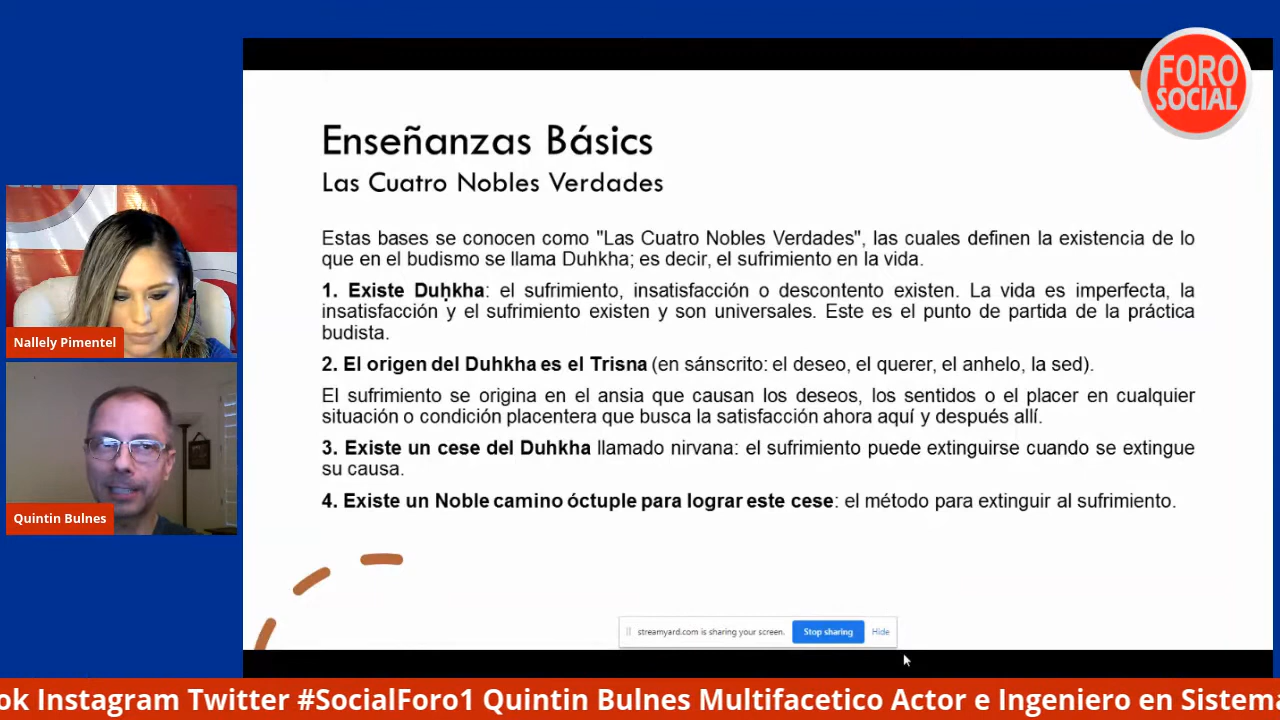 FORO
SOCIAL
Enseñanzas Básics
Las Cuatro Nobles Verdades
Estas bases se conocen como "Las Cuatro Nobles Verdades", las cuales definen la existencia de lo
que en el budismo se llama Duhkha; es decir, el sufrimiento en la vida.
1. Existe Duḥkha: el sufrimiento, insatisfacción o descontento existen. La vida es imperfecta, la
insatisfacción y el sufrimiento existen y son universales. Este es el punto de partida de la práctica
budista.
2. El origen del Duhkha es el Trisna (en sánscrito: el deseo, el querer, el anhelo, la sed).
El sufrimiento se origina en el ansia que causan los deseos, los sentidos o el placer en cualquier
situación o condición placentera que busca la satisfacción ahora aquí y después allí.
3. Existe un cese del Duhkha llamado nirvana: el sufrimiento puede extinguirse cuando se extingue
su causa.
4. Existe un Noble camino óctuple para lograr este cese: el método para extinguir al sufrimiento.
Nallely Pimentel
Quintin Bulnes
streamyard.com is sharing your screen. Stop sharing Hide
ok Instagram Twitter #SocialForo1 Quintin Bulnes Multifacetico Actor e Ingeniero en Sistema